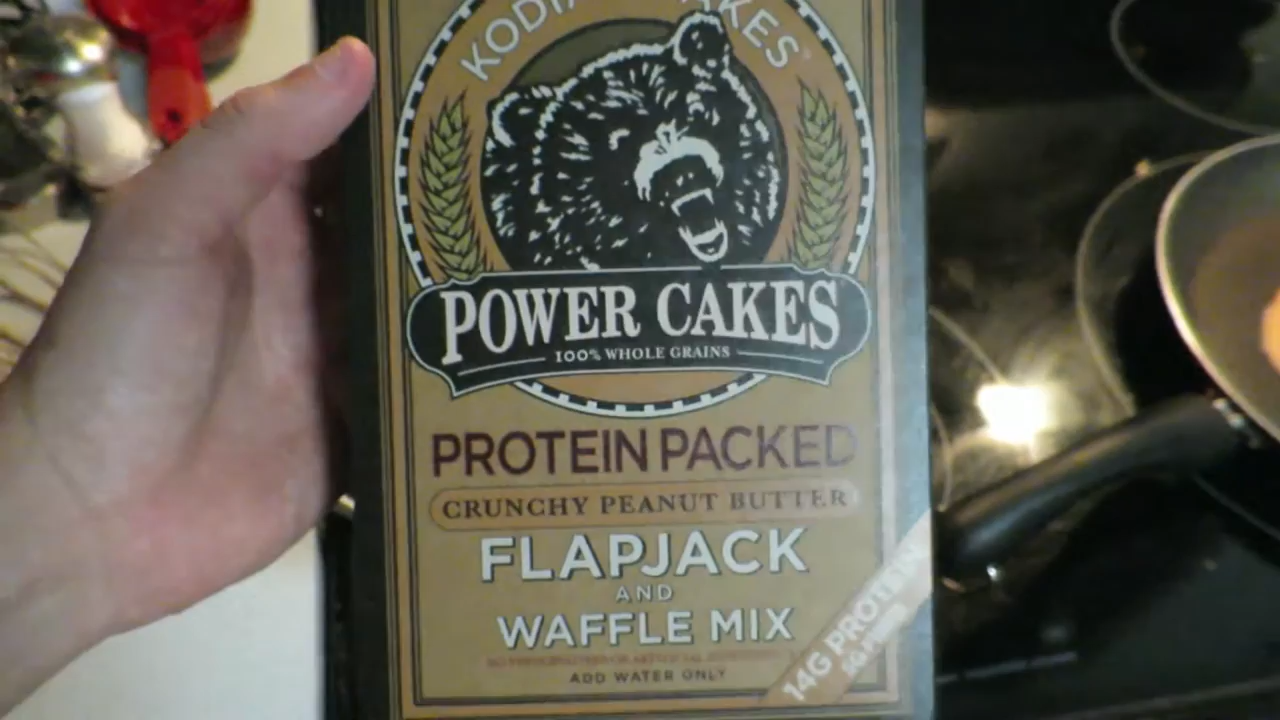 KODIAK CAKES
POWER CAKES
100% WHOLE GRAINS
PROTEIN PACKED
CRUNCHY PEANUT BUTTER
FLAPJACK
AND
WAFFLE MIX
ADD WATER ONLY
14G PROTEIN